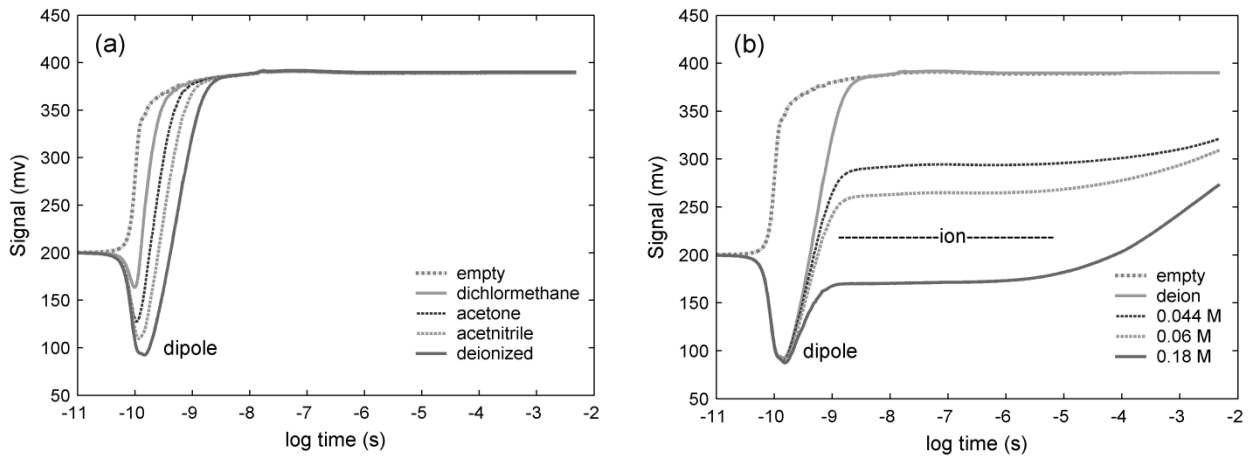 450
400
350
300
250
200
150
100
50
Signal (mv)
(a)
empty
dichlormethane
acetone
acetnitrile
deionized
dipole
-11 -10 -9 -8 -7 -6 -5 -4 -3 -2
log time (s)
450
400
350
300
250
200
150
100
50
Signal (mv)
(b)
ion
empty
deion
0.044 M
0.06 M
0.18 M
dipole
-11 -10 -9 -8 -7 -6 -5 -4 -3 -2
log time (s)